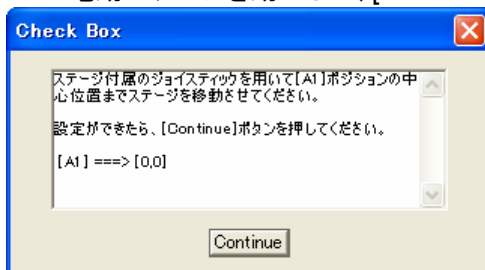 Check Box
ステージ付属のジョイスティックを用いて[A1]ポジションの中
心位置までステージを移動させてください。
設定ができたら、[Continue]ボタンを押してください。
[A1] ===> [0,0]
Continue